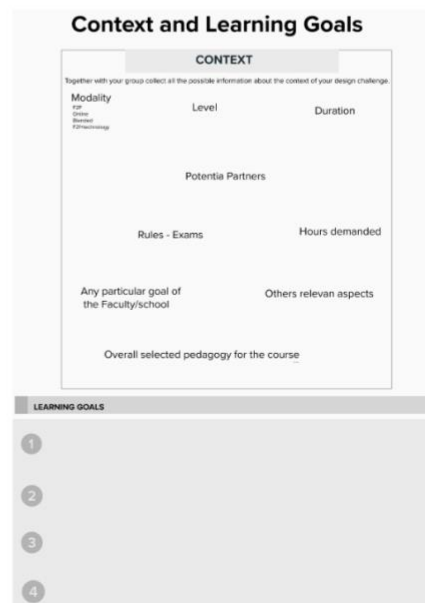 Context and Learning Goals
CONTEXT
Together with your group collect all the possible information about the context of your design challenge.
Modality
F2F
Online
Blended
F2F+technology
Level
Duration
Potentia Partners
Rules - Exams
Hours demanded
Any particular goal of
the Faculty/school
Others relevan aspects
Overall selected pedagogy for the course
LEARNING GOALS
1
2
3
4